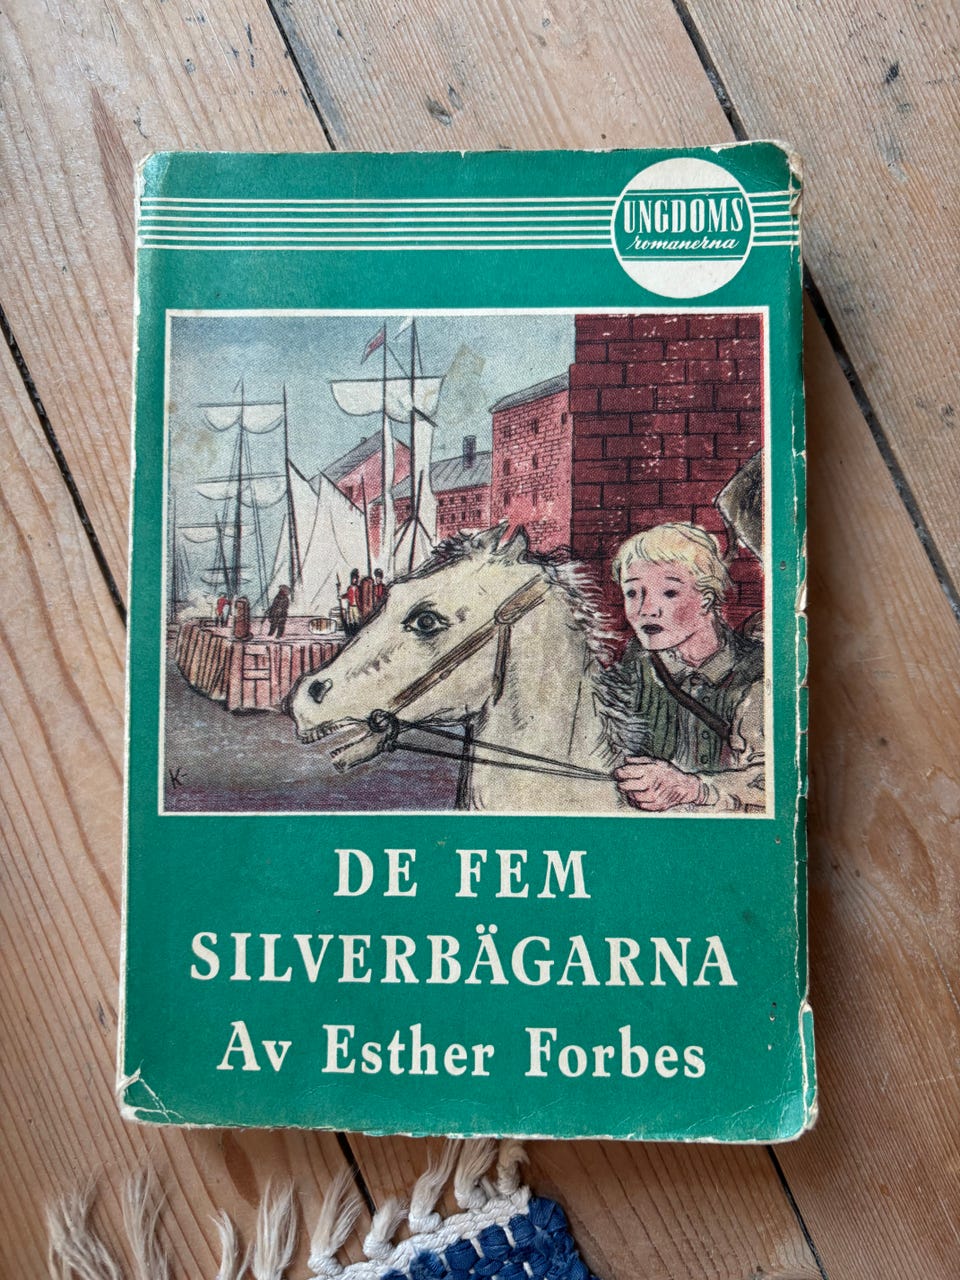 UNGDOMS
romanerna
K-
DE FEM
SILVERBÄGARNA
Av Esther Forbes